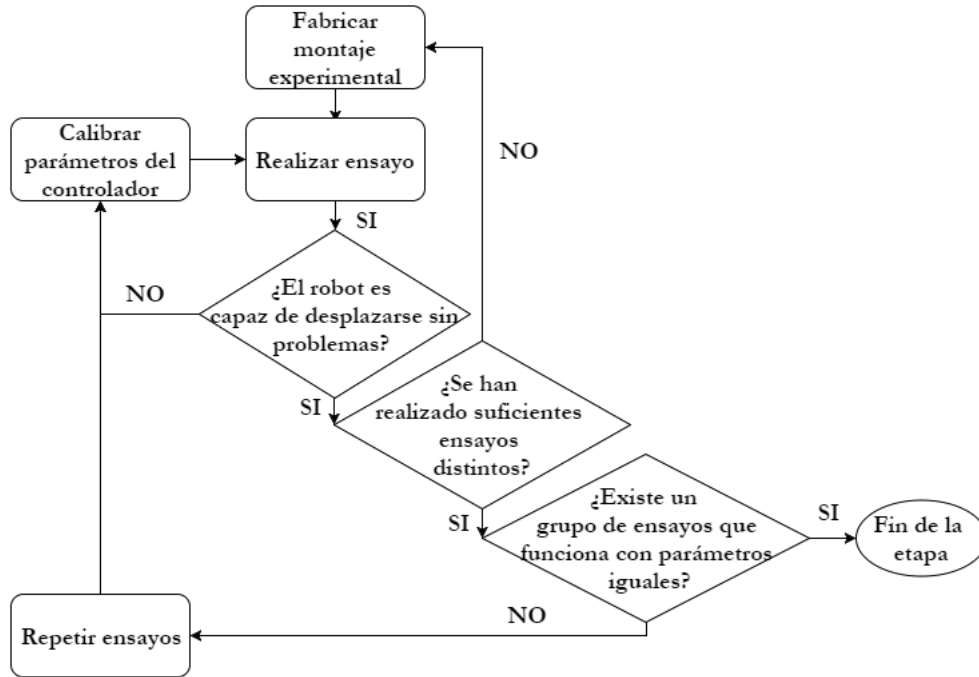 Fabricar
montaje
experimental
Calibrar
parámetros del
controlador
Realizar ensayo
NO
SI
NO
¿El robot es
capaz de desplazarse sin
problemas?
SI
¿Se han
realizado suficientes
ensayos
distintos?
SI
¿Existe un
grupo de ensayos que
funciona con parámetros
iguales?
SI
Fin de la
etapa
NO
Repetir ensayos